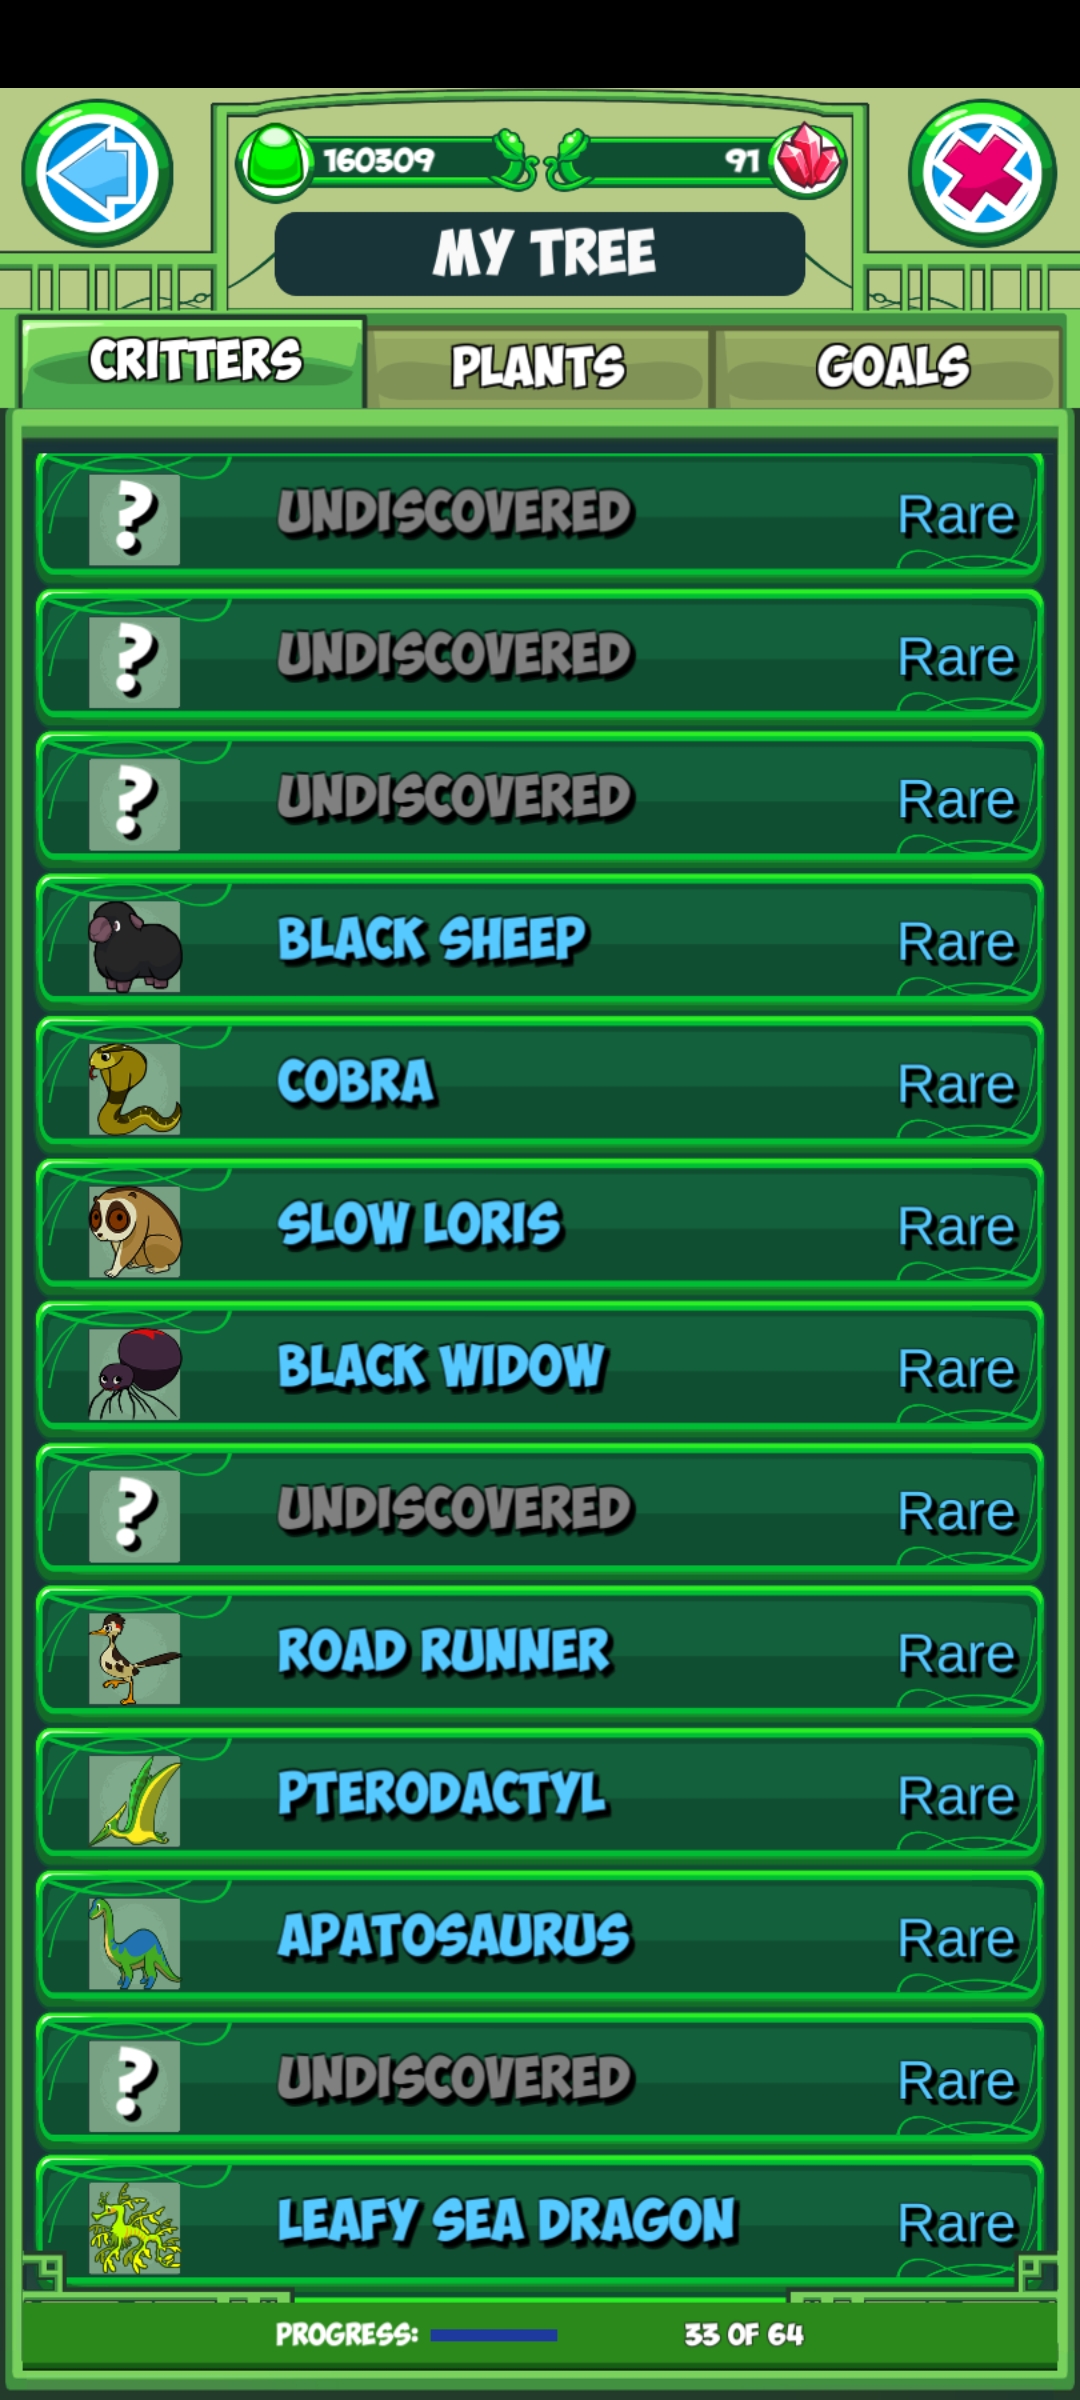 160309
91
MY TREE
CRITTERS
PLANTS
GOALS
? UNDISCOVERED Rare
? UNDISCOVERED Rare
? UNDISCOVERED Rare
BLACK SHEEP Rare
COBRA Rare
SLOW LORIS Rare
BLACK WIDOW Rare
? UNDISCOVERED Rare
ROAD RUNNER Rare
PTERODACTYL Rare
APATOSAURUS Rare
? UNDISCOVERED Rare
LEAFY SEA DRAGON Rare
PROGRESS: 33 OF 64